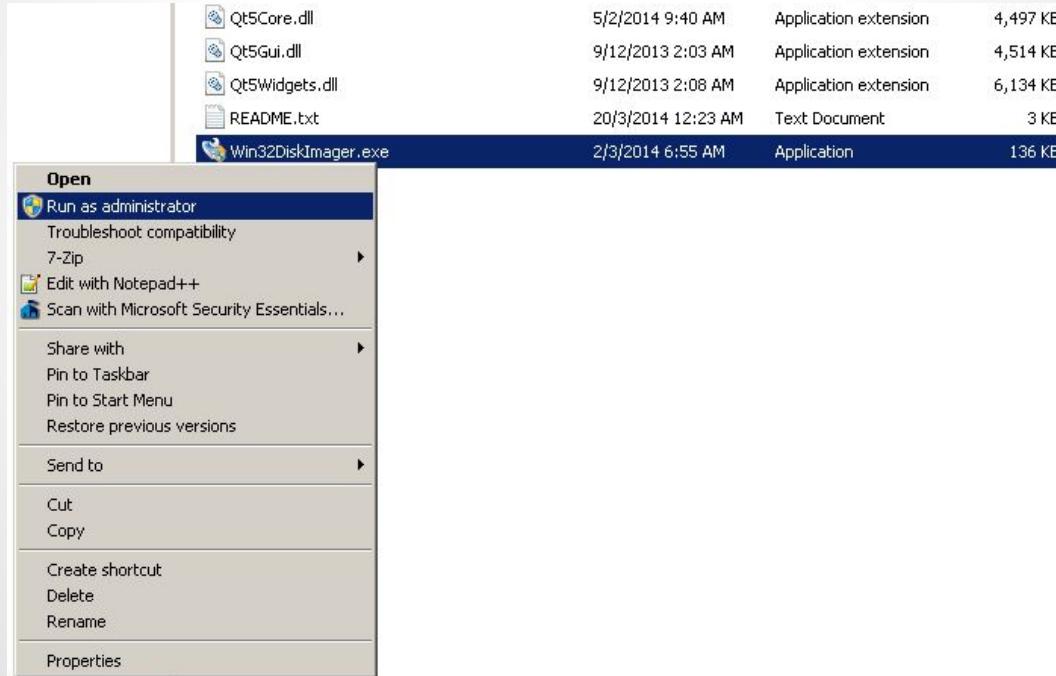 Qt5Core.dll 5/2/2014 9:40 AM Application extension 4,497 KB
Qt5Gui.dll 9/12/2013 2:03 AM Application extension 4,514 KB
Qt5Widgets.dll 9/12/2013 2:08 AM Application extension 6,134 KB
README.txt 20/3/2014 12:23 AM Text Document 3 KB
Win32DiskImager.exe 2/3/2014 6:55 AM Application 136 KB
Open
Run as administrator
Troubleshoot compatibility
7-Zip
Edit with Notepad++
Scan with Microsoft Security Essentials...
Share with
Pin to Taskbar
Pin to Start Menu
Restore previous versions
Send to
Cut
Copy
Create shortcut
Delete
Rename
Properties